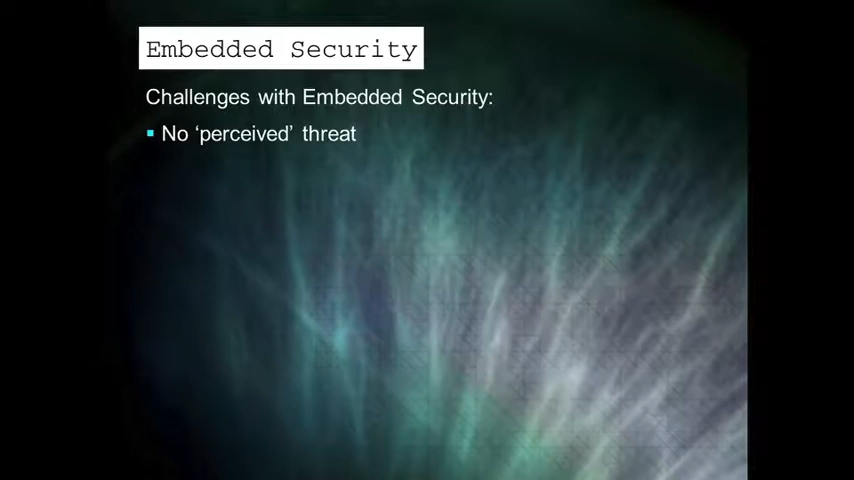 Embedded Security
Challenges with Embedded Security:
No ‘perceived’ threat